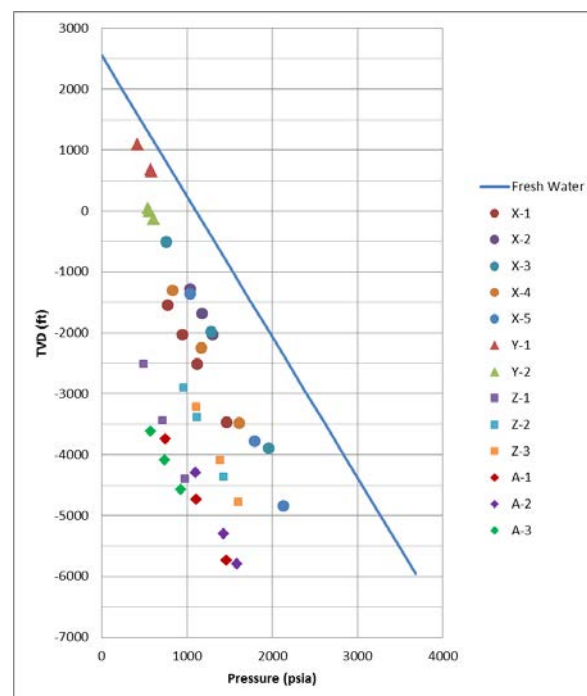 3000
2000
1000
0
-1000
-2000
-3000
-4000
-5000
-6000
-7000
TVD (ft)
0 1000 2000 3000 4000
Pressure (psia)
Fresh Water
X-1
X-2
X-3
X-4
X-5
Y-1
Y-2
Z-1
Z-2
Z-3
A-1
A-2
A-3